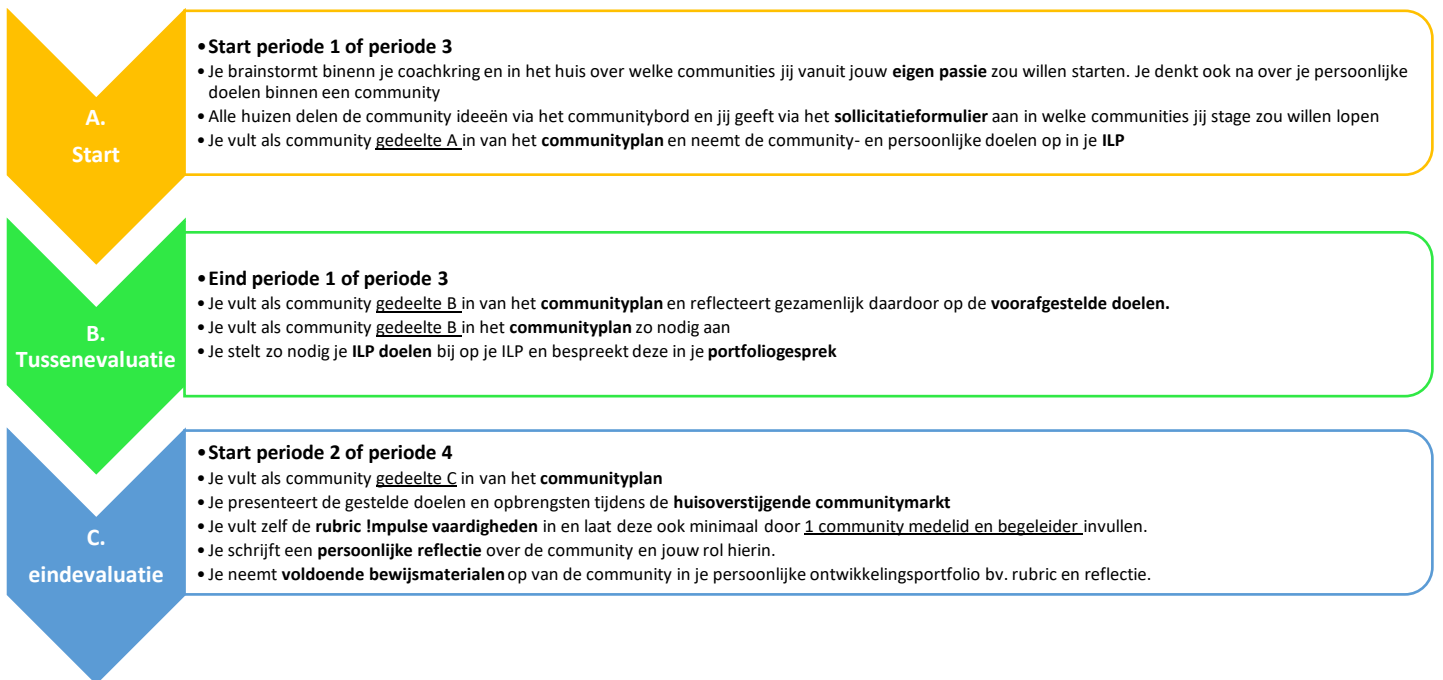 A.
Start
•Start periode 1 of periode 3
•Je brainstormt binenn je coachkring en in het huis over welke communities jij vanuit jouw eigen passie zou willen starten. Je denkt ook na over je persoonlijke
doelen binnen een community
•Alle huizen delen de community ideeën via het communitybord en jij geeft via het sollicitatieformulier aan in welke communities jij stage zou willen lopen
•Je vult als community gedeelte A in van het communityplan en neemt de community- en persoonlijke doelen op in je ILP
B.
Tussenevaluatie
•Eind periode 1 of periode 3
•Je vult als community gedeelte B in van het communityplan en reflecteert gezamenlijk daardoor op de voorafgestelde doelen.
•Je vult als community gedeelte B in het communityplan zo nodig aan
•Je stelt zo nodig je ILP doelen bij op je ILP en bespreekt deze in je portfoliogesprek
C.
eindevaluatie
•Start periode 2 of periode 4
•Je vult als community gedeelte C in van het communityplan
•Je presenteert de gestelde doelen en opbrengsten tijdens de huisoverstijgende communitymarkt
•Je vult zelf de rubric !mpulse vaardigheden in en laat deze ook minimaal door 1 community medelid en begeleider invullen.
•Je schrijft een persoonlijke reflectie over de community en jouw rol hierin.
•Je neemt voldoende bewijsmaterialen op van de community in je persoonlijke ontwikkelingsportfolio bv. rubric en reflectie.